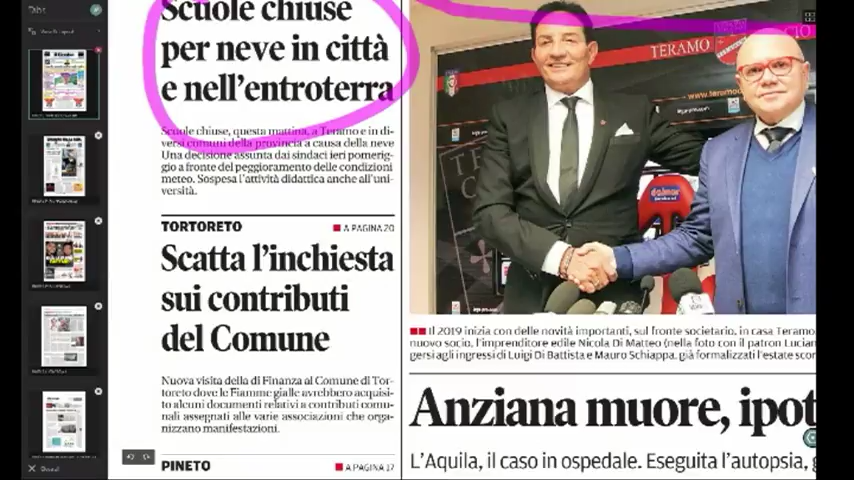 Scuole chiuse
per neve in città
e nell'entroterra
Scuole chiuse, questa mattina, a Teramo e in di-
versi comuni della provincia a causa della neve
Una decisione assunta dai sindaci ieri pomerig-
gio a fronte del peggioramento delle condizioni
meteo. Sospesa l'attività didattica anche all'uni-
versità.
TORTORETO
A PAGINA 20
Scatta l'inchiesta
sui contributi
del Comune
Nuova visita della di Finanza al Comune di Tor-
toreto dove le Fiamme gialle avrebbero acquisi-
to alcuni documenti relativi a contributi comu-
nali assegnati alle varie associazioni che orga-
nizzano manifestazioni.
PINETO
A PAGINA 17
TERAMO
www.teramo
dalmar
Il 2019 inizia con delle novità importanti, sul fronte societario, in casa Teramo
nuovo socio, l'imprenditore edile Nicola Di Matteo (nella foto con il patron Lucian
gersi agli ingressi di Luigi Di Battista e Mauro Schiappa, già formalizzati l'estate scor
Anziana muore, ipot
L'Aquila, il caso in ospedale. Eseguita l'autopsia, g